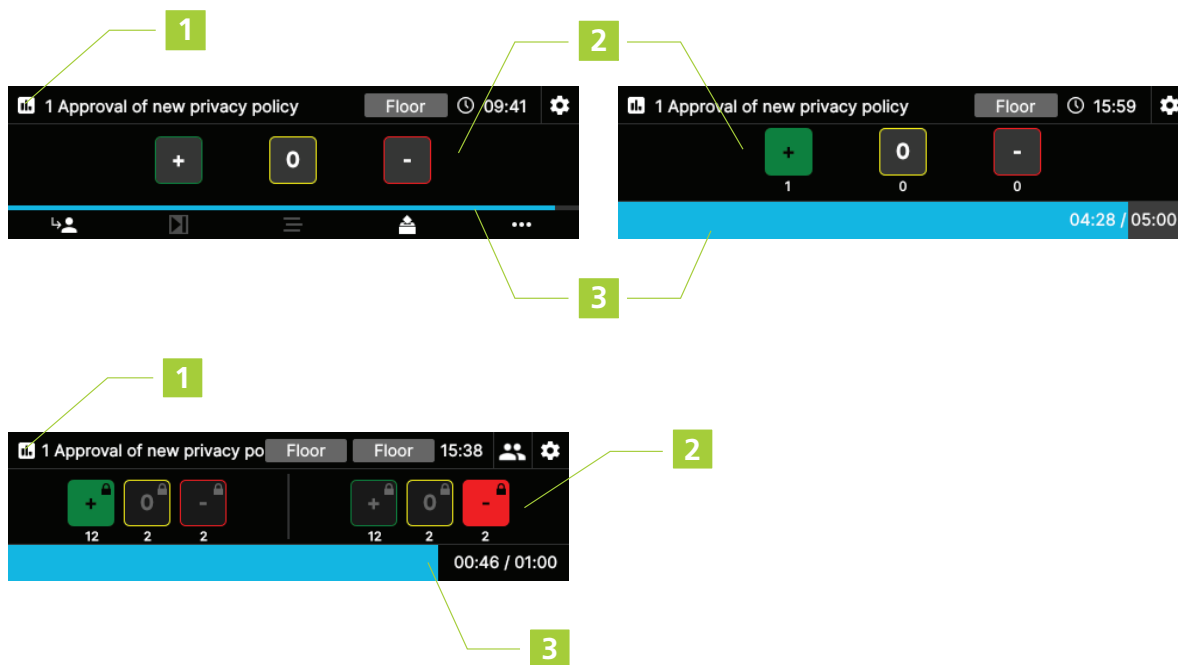 1
2
1 Approval of new privacy policy Floor 09:41
+ 0 -
1 Approval of new privacy policy Floor 15:59
+ 0 -
1 0 0
04:28 / 05:00
3
1
1 Approval of new privacy po Floor Floor 15:38
2
+ 0 - + 0 -
12 2 2 12 2 2
00:46 / 01:00
3